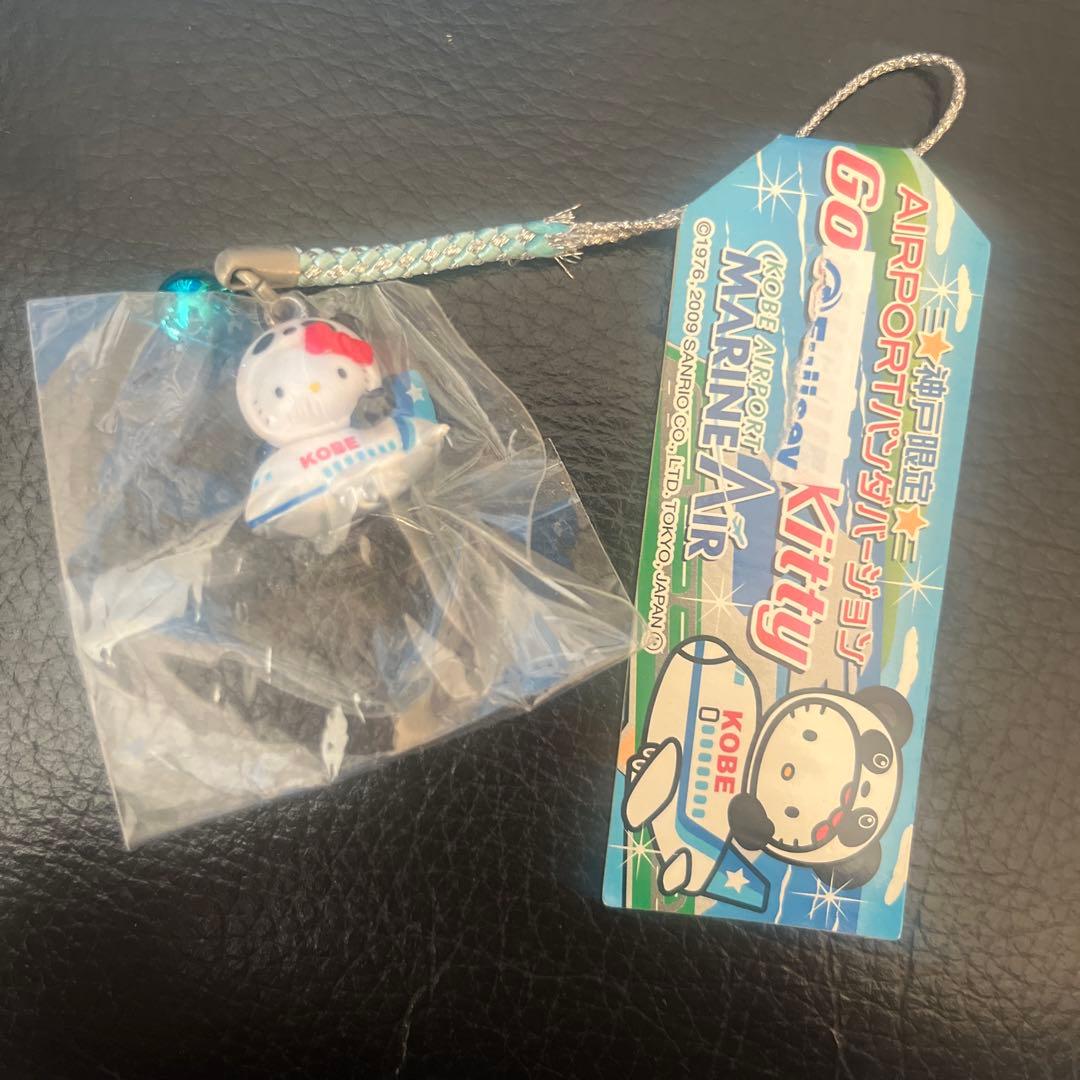 ★神戸限定★
AIRPORTパンダバージョン
Go Kitty
KOBE AIRPORT
MARINE AIR
©1976, 2009 SANRIO CO., LTD. TOKYO, JAPAN Ⓛ
KOBE
KOBE